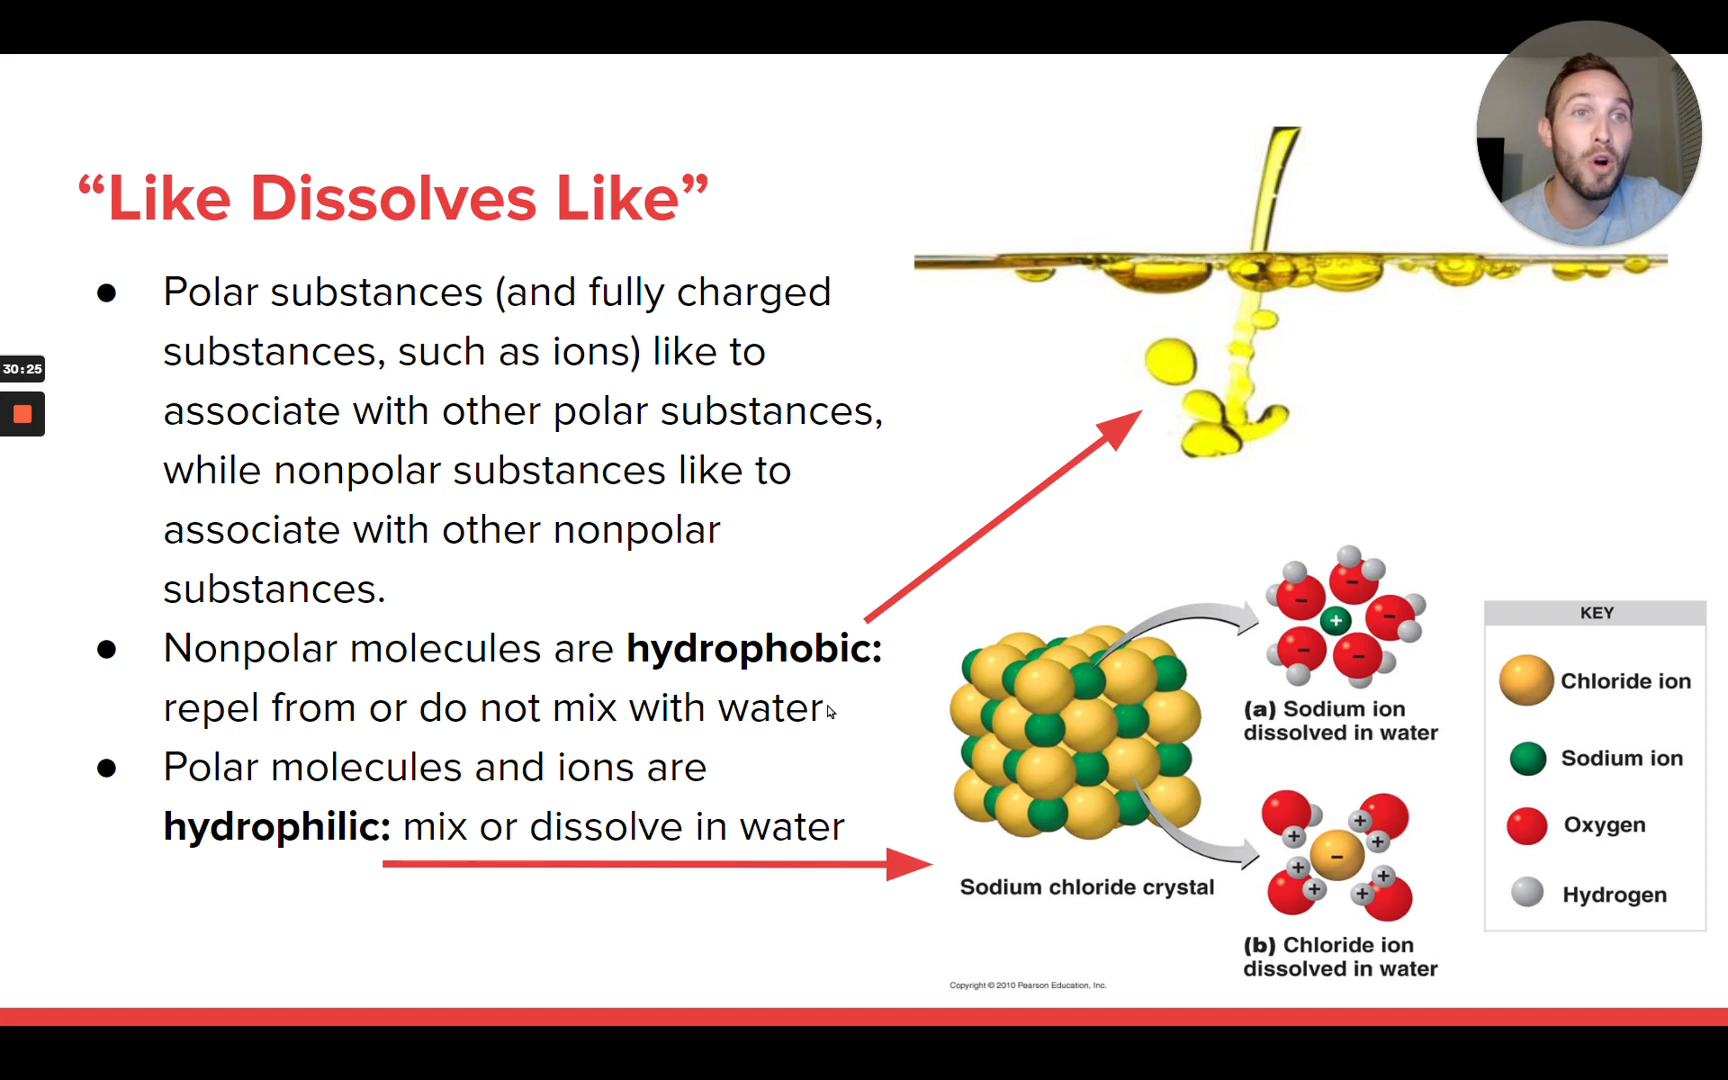 “Like Dissolves Like”
● Polar substances (and fully charged
substances, such as ions) like to
associate with other polar substances,
while nonpolar substances like to
associate with other nonpolar
substances.
● Nonpolar molecules are hydrophobic:
repel from or do not mix with water
● Polar molecules and ions are
hydrophilic: mix or dissolve in water
30:25
Sodium chloride crystal
(a) Sodium ion
dissolved in water
(b) Chloride ion
dissolved in water
KEY
Chloride ion
Sodium ion
Oxygen
Hydrogen
Copyright © 2010 Pearson Education, Inc.